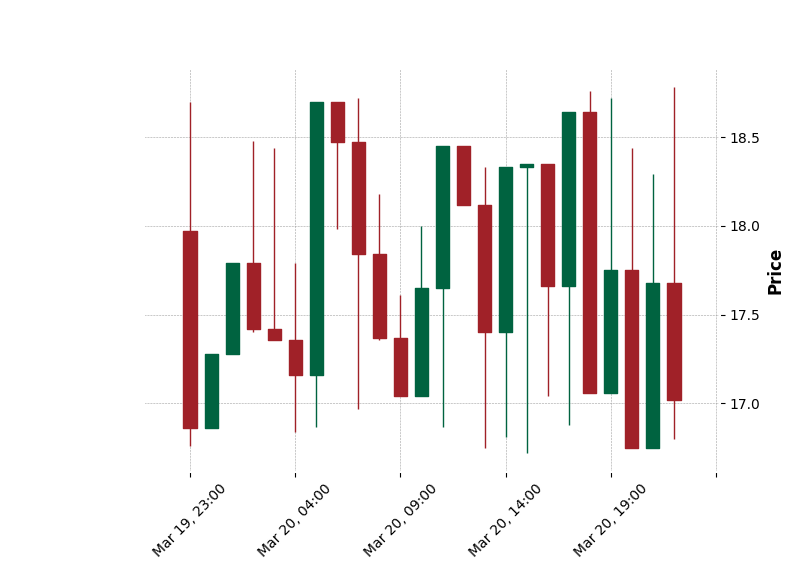 18.5
18.0
17.5
17.0
Price
Mar 19, 23:00
Mar 20, 04:00
Mar 20, 09:00
Mar 20, 14:00
Mar 20, 19:00